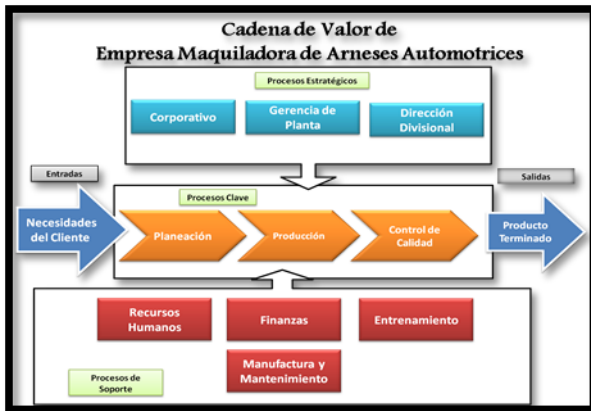 Cadena de Valor de
Empresa Maquiladora de Arneses Automotrices
Procesos Estratégicos
Corporativo
Gerencia de
Planta
Dirección
Divisional
Entradas
Salidas
Procesos Clave
Necesidades
del Cliente
Planeación
Producción
Control de
Calidad
Producto
Terminado
Recursos
Humanos
Finanzas
Entrenamiento
Manufactura y
Mantenimiento
Procesos de
Soporte